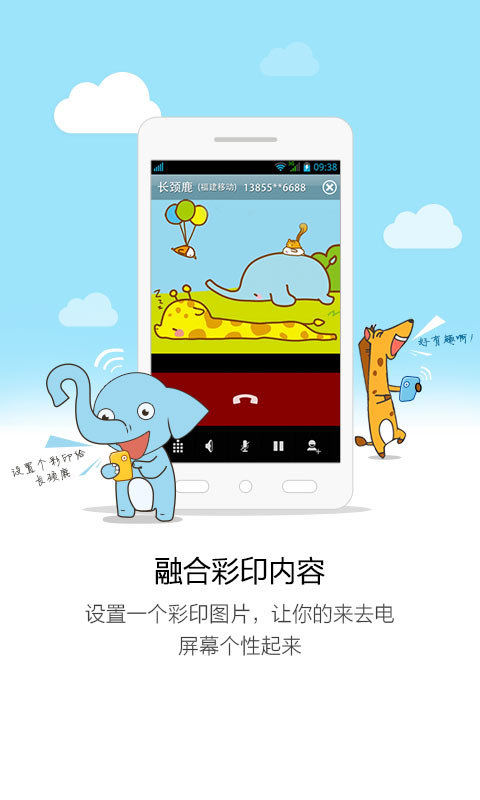 3G 09:38
长颈鹿 (福建移动) 13855**6688
z z z
好有趣啊！
设置个彩印给
长颈鹿
融合彩印内容
设置一个彩印图片，让你的来去电
屏幕个性起来